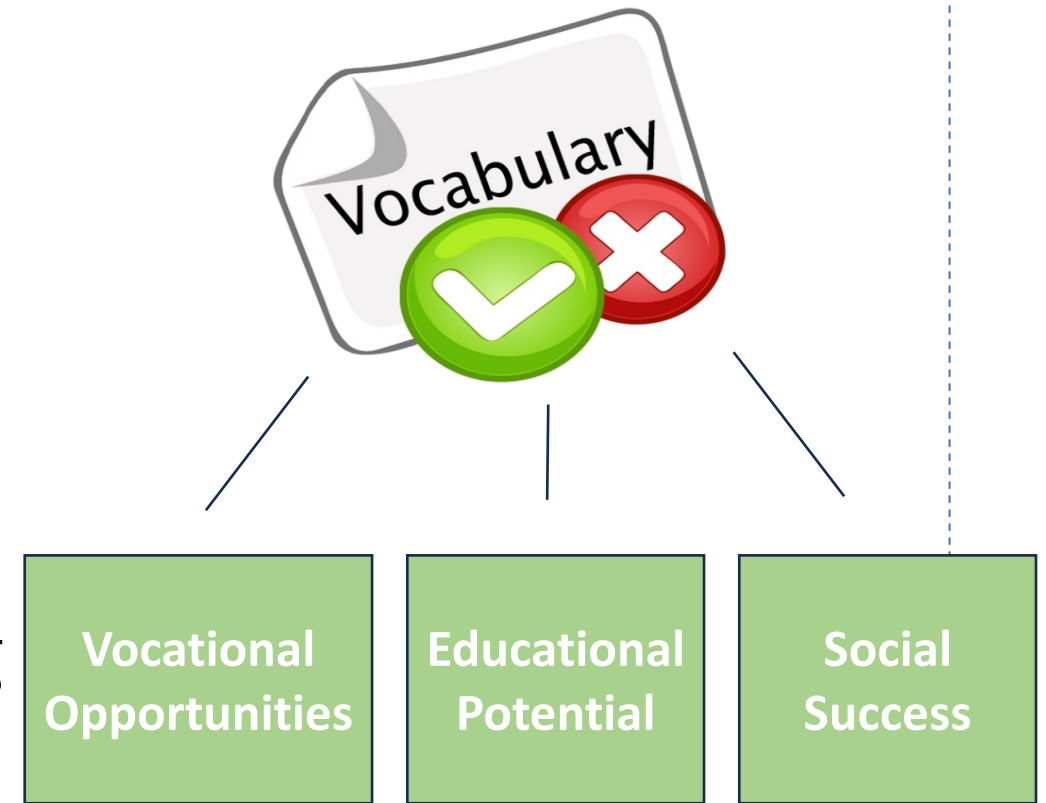 Vocabulary
Vocational
Opportunities
Educational
Potential
Social
Success